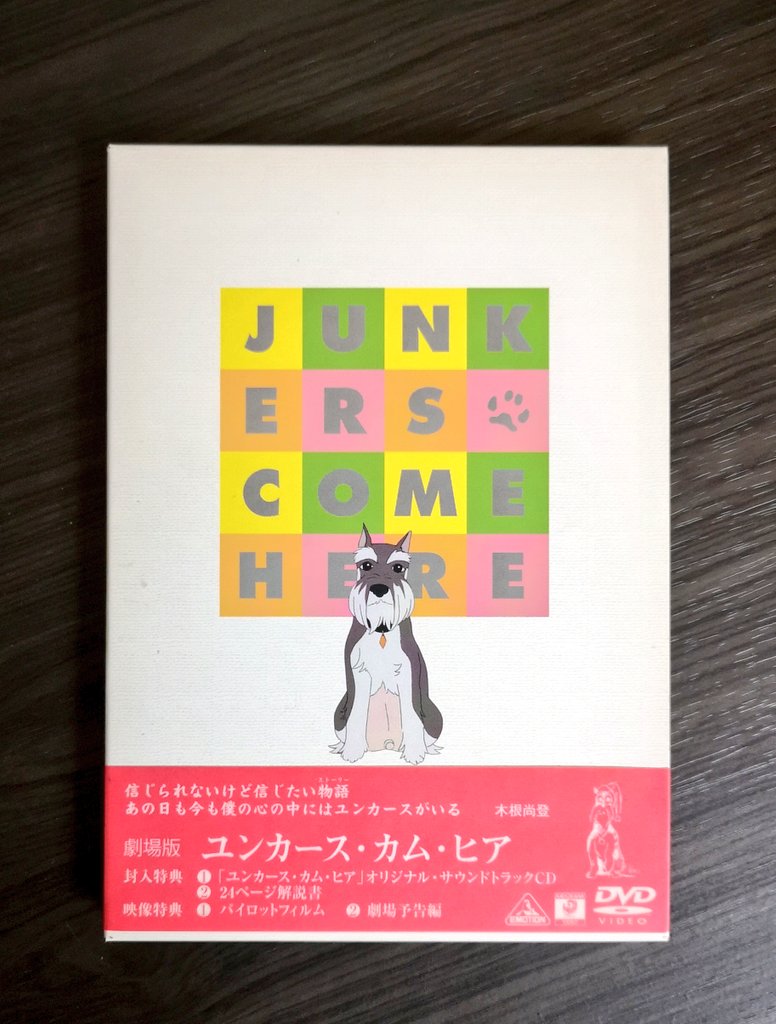 JUNK
ERS
COME
HERE
ストーリー
信じられないけど信じたい物語
あの日も今も僕の心の中にはユンカースがいる 木根尚登
劇場版 ユンカース・カム・ヒア
封入特典 ❶「ユンカース・カム・ヒア」オリジナル・サウンドトラックCD
❷ 24ページ解説書
映像特典 ❶ パイロットフィルム ❷ 劇場予告編
EMOTION
DVD
VIDEO